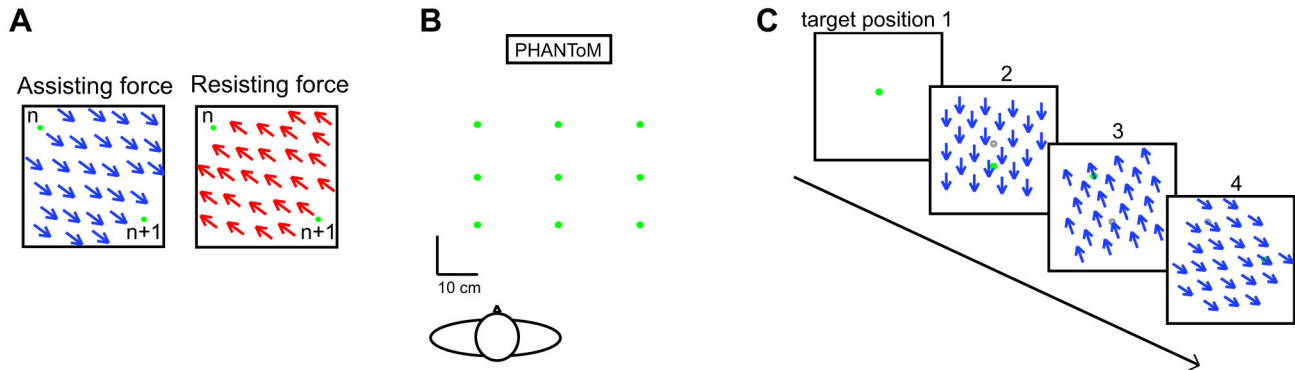 A
Assisting force
n
n+1
Resisting force
n
n+1
B
PHANToM
10 cm
C
target position 1
2
3
4